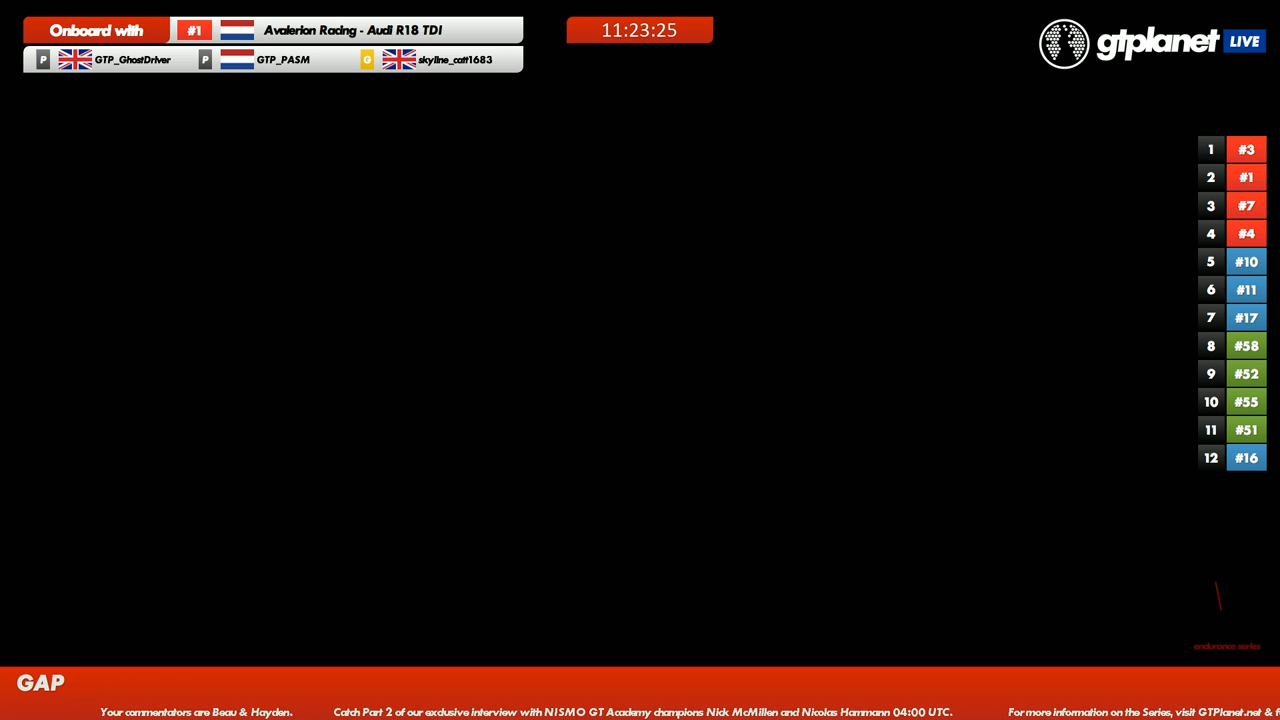 Onboard with #1 Avalerion Racing - Audi R18 TDI
P GTP_GhostDriver P GTP_PASM G skyline_catt1683
11:23:25
gtplanet LIVE
1 #3
2 #1
3 #7
4 #4
5 #10
6 #11
7 #17
8 #58
9 #52
10 #55
11 #51
12 #16
endurance series
GAP
Your commentators are Beau & Hayden. Catch Part 2 of our exclusive interview with NISMO GT Academy champions Nick McMillen and Nicolas Hammann 04:00 UTC. For more information on the Series, visit GTPlanet.net &